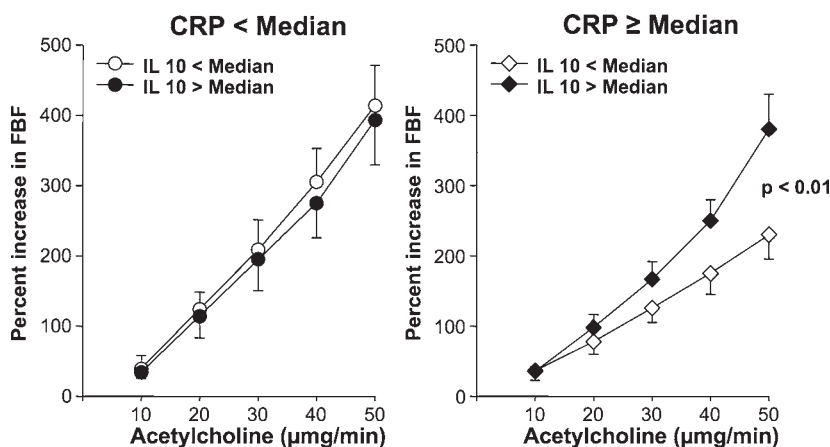 CRP < Median
500
400
300
200
100
0
Percent increase in FBF
IL 10 < Median
IL 10 > Median
10 20 30 40 50
Acetylcholine (µmg/min)
CRP ≥ Median
500
400
300
200
100
0
Percent increase in FBF
IL 10 < Median
IL 10 > Median
p < 0.01
10 20 30 40 50
Acetylcholine (µmg/min)